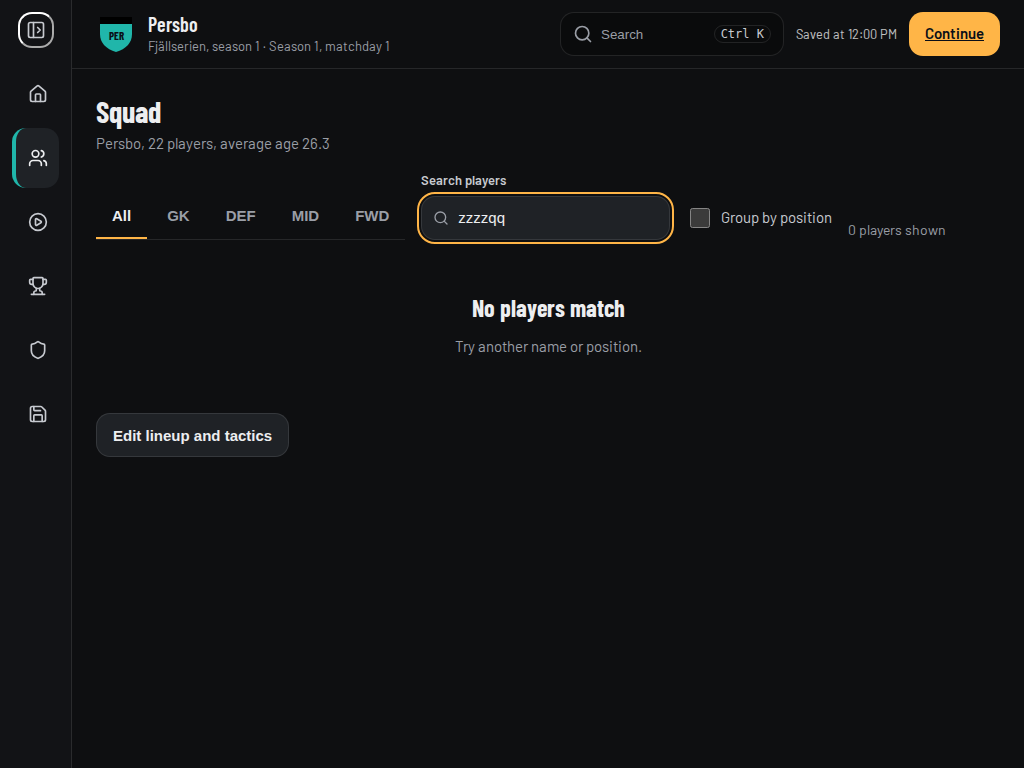 PER
Persbo
Fjällserien, season 1 · Season 1, matchday 1
Search
Ctrl K
Saved at 12:00 PM
Continue
Squad
Persbo, 22 players, average age 26.3
Search players
All
GK
DEF
MID
FWD
zzzzqq
Group by position
0 players shown
No players match
Try another name or position.
Edit lineup and tactics